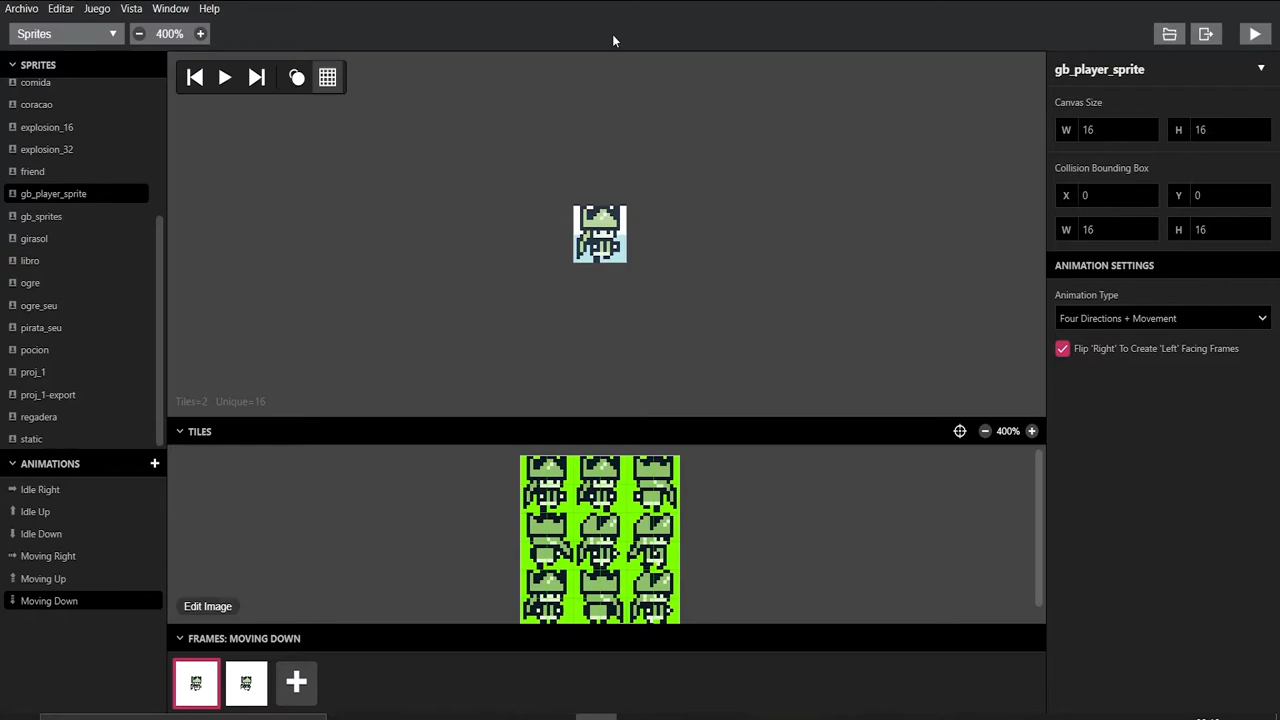 Archivo Editar Juego Vista Window Help
Sprites 400%
SPRITES
comida
coracao
explosion_16
explosion_32
friend
gb_player_sprite
gb_sprites
girasol
libro
ogre
ogre_seu
pirata_seu
pocion
proj_1
proj_1-export
regadera
static
ANIMATIONS
Idle Right
Idle Up
Idle Down
Moving Right
Moving Up
Moving Down
Tiles=2 Unique=16
TILES 400%
Edit Image
FRAMES: MOVING DOWN
gb_player_sprite
Canvas Size
W 16 H 16
Collision Bounding Box
X 0 Y 0
W 16 H 16
ANIMATION SETTINGS
Animation Type
Four Directions + Movement
Flip 'Right' To Create 'Left' Facing Frames